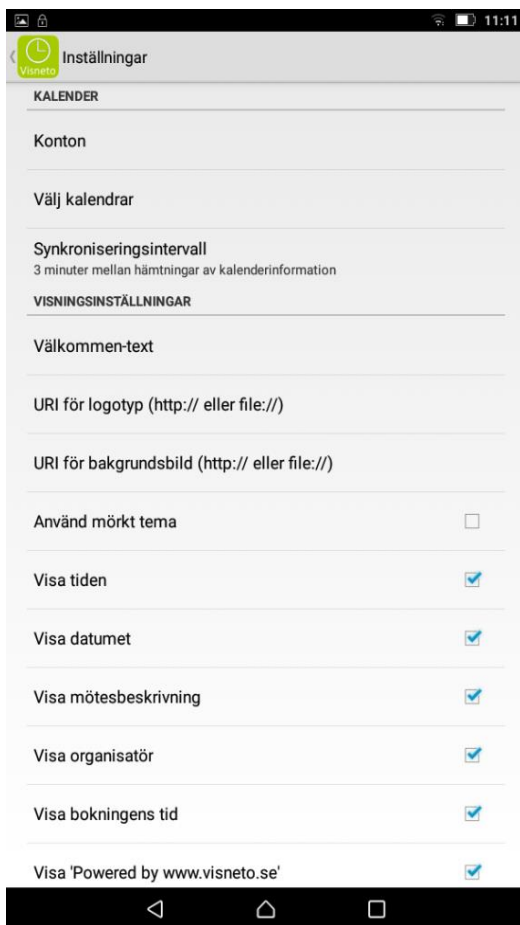 11:11
Visneto
Inställningar
KALENDER
Konton
Välj kalendrar
Synkroniseringsintervall
3 minuter mellan hämtningar av kalenderinformation
VISNINGSINSTÄLLNINGAR
Välkommen-text
URI för logotyp (http:// eller file://)
URI för bakgrundsbild (http:// eller file://)
Använd mörkt tema
Visa tiden
Visa datumet
Visa mötesbeskrivning
Visa organisatör
Visa bokningens tid
Visa 'Powered by www.visneto.se'